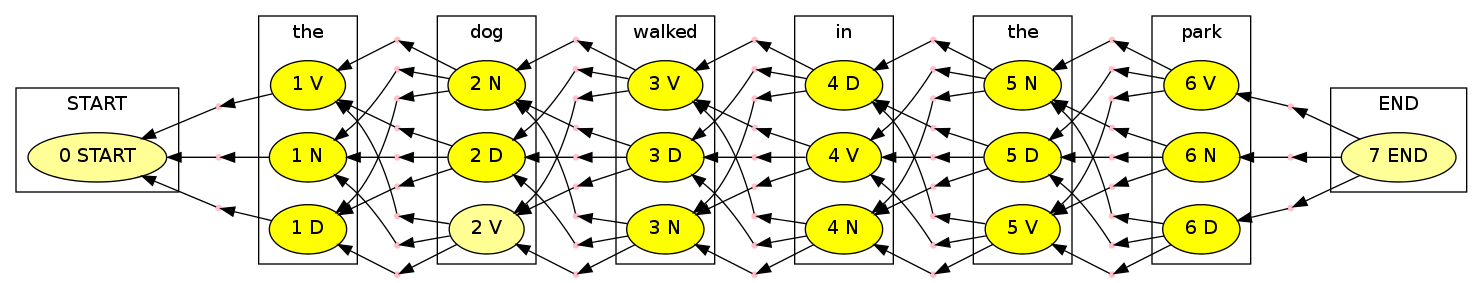 START
0 START
the
1 V
1 N
1 D
dog
2 N
2 D
2 V
walked
3 V
3 D
3 N
in
4 D
4 V
4 N
the
5 N
5 D
5 V
park
6 V
6 N
6 D
END
7 END